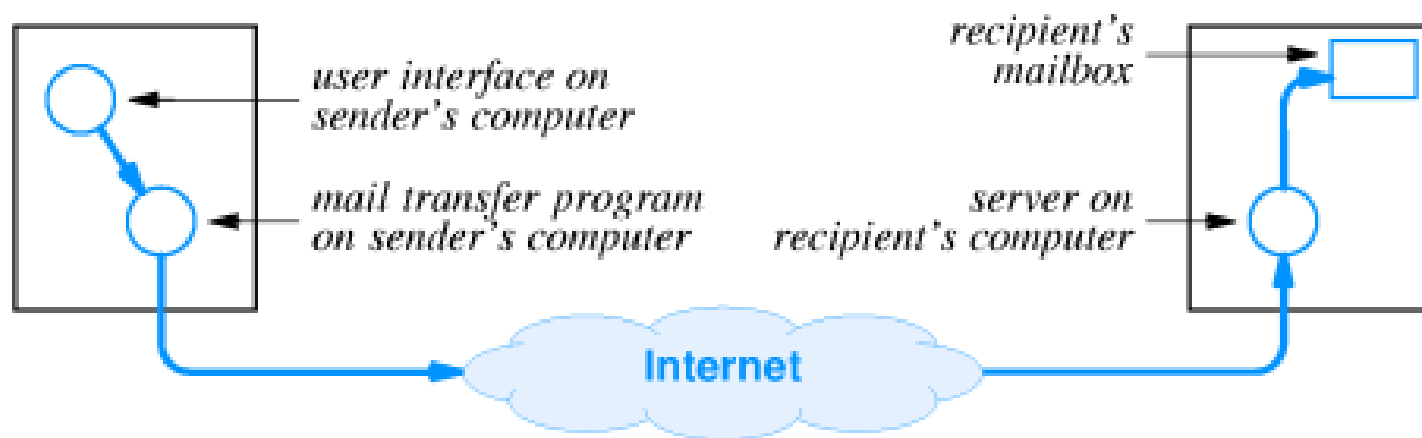 user interface on
sender's computer
mail transfer program
on sender's computer
recipient's
mailbox
server on
recipient's computer
Internet